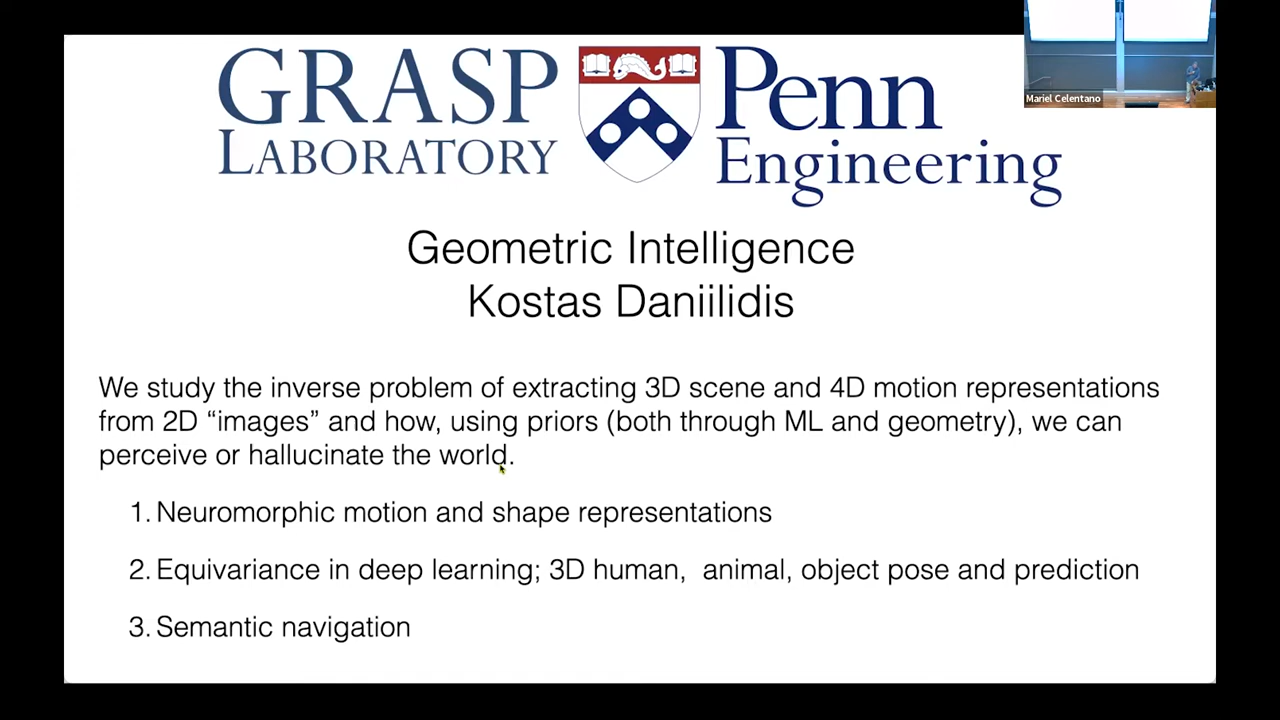 GRASP
LABORATORY
Penn
Engineering
Mariel Celentano
Geometric Intelligence
Kostas Daniilidis
We study the inverse problem of extracting 3D scene and 4D motion representations
from 2D “images” and how, using priors (both through ML and geometry), we can
perceive or hallucinate the world.
1. Neuromorphic motion and shape representations
2. Equivariance in deep learning; 3D human,  animal, object pose and prediction
3. Semantic navigation